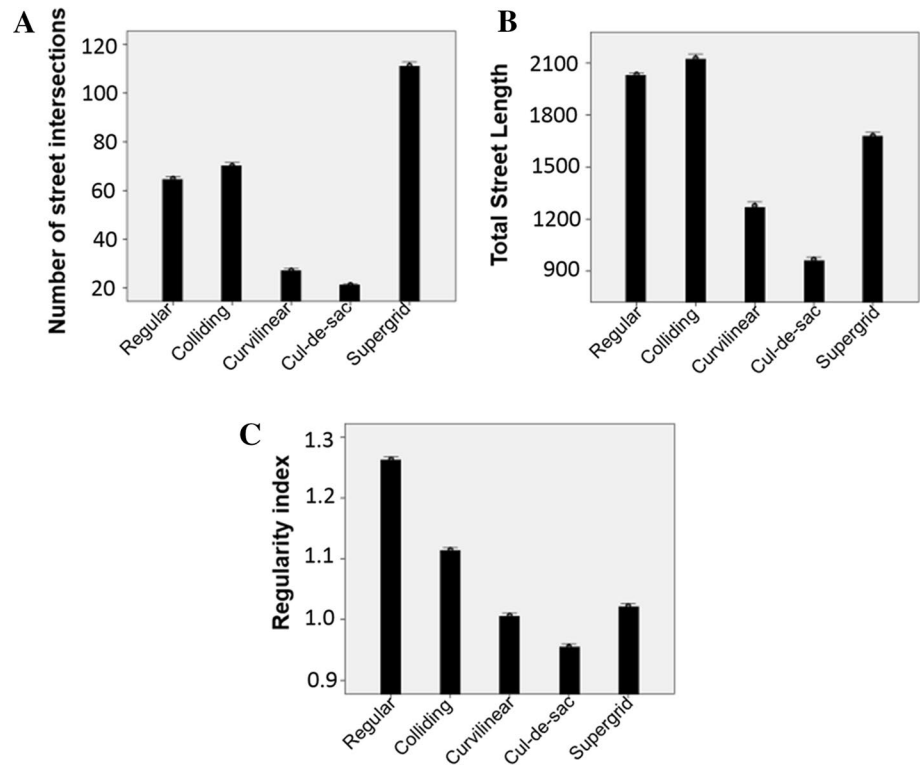 A
Number of street intersections
120
100
80
60
40
20
Regular
Colliding
Curvilinear
Cul-de-sac
Supergrid
B
Total Street Length
2100
1800
1500
1200
900
Regular
Colliding
Curvilinear
Cul-de-sac
Supergrid
C
Regularity index
1.3
1.2
1.1
1.0
0.9
Regular
Colliding
Curvilinear
Cul-de-sac
Supergrid